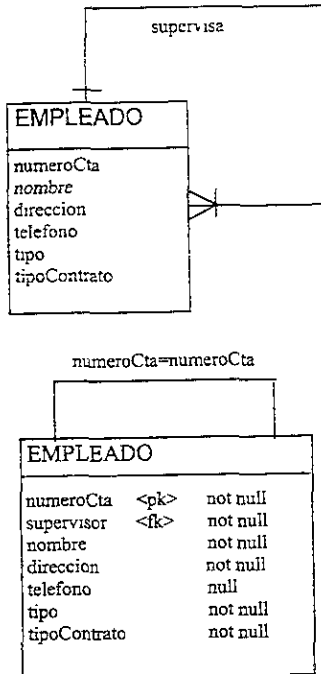 supervisa
EMPLEADO
numeroCta
nombre
direccion
telefono
tipo
tipoContrato
numeroCta=numeroCta
EMPLEADO
numeroCta <pk> not null
supervisor <fk> not null
nombre not null
direccion not null
telefono null
tipo not null
tipoContrato not null